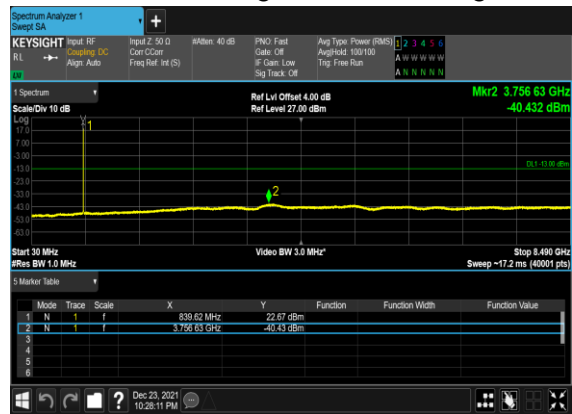 Spectrum Analyzer 1
Swept SA
KEYSIGHT Input: RF Input Z: 50 Ω #Atten: 40 dB PNO: Fast Avg Type: Power (RMS) 1 2 3 4 5 6
RL Coupling: DC Corr CCorr Gate: Off Avg|Hold: 100/100 A W W W W W
Align: Auto Freq Ref: Int (S) IF Gain: Low Trig: Free Run
Sig Track: Off A N N N N N
1 Spectrum
Ref Lvl Offset 4.00 dB Mkr2 3.756 63 GHz
Scale/Div 10 dB Ref Level 27.00 dBm -40.432 dBm
Log
17.0
1
7.00
-3.00
-13.0 DL1 -13.00 dBm
-23.0
-33.0
2
-43.0
-53.0
-63.0
Start 30 MHz Video BW 3.0 MHz* Stop 8.490 GHz
#Res BW 1.0 MHz Sweep ~17.2 ms (40001 pts)
5 Marker Table
Mode Trace Scale X Y Function Function Width Function Value
1 N 1 f 839.62 MHz 22.67 dBm
2 N 1 f 3.756 63 GHz -40.43 dBm
3
4
5
6
? Dec 23, 2021
10:28:11 PM